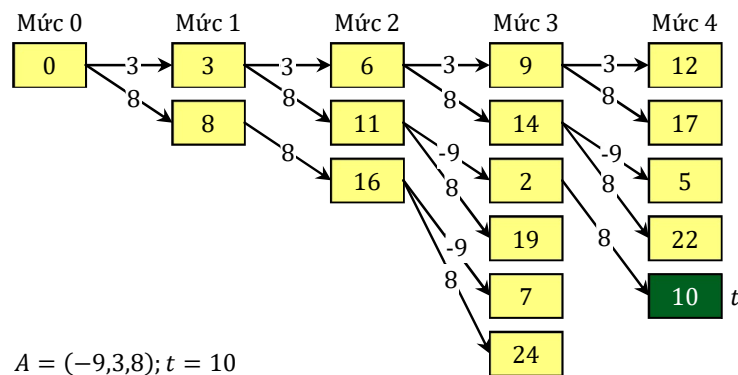 Mức 0 Mức 1 Mức 2 Mức 3 Mức 4
0 3 3 3 6 3 9 3 12
8 8 8 8
8 11 14 17
8 -9 -9
16 2 5
8 8
19 8 22
-9
7 10 t
8
24
A = (−9,3,8); t = 10